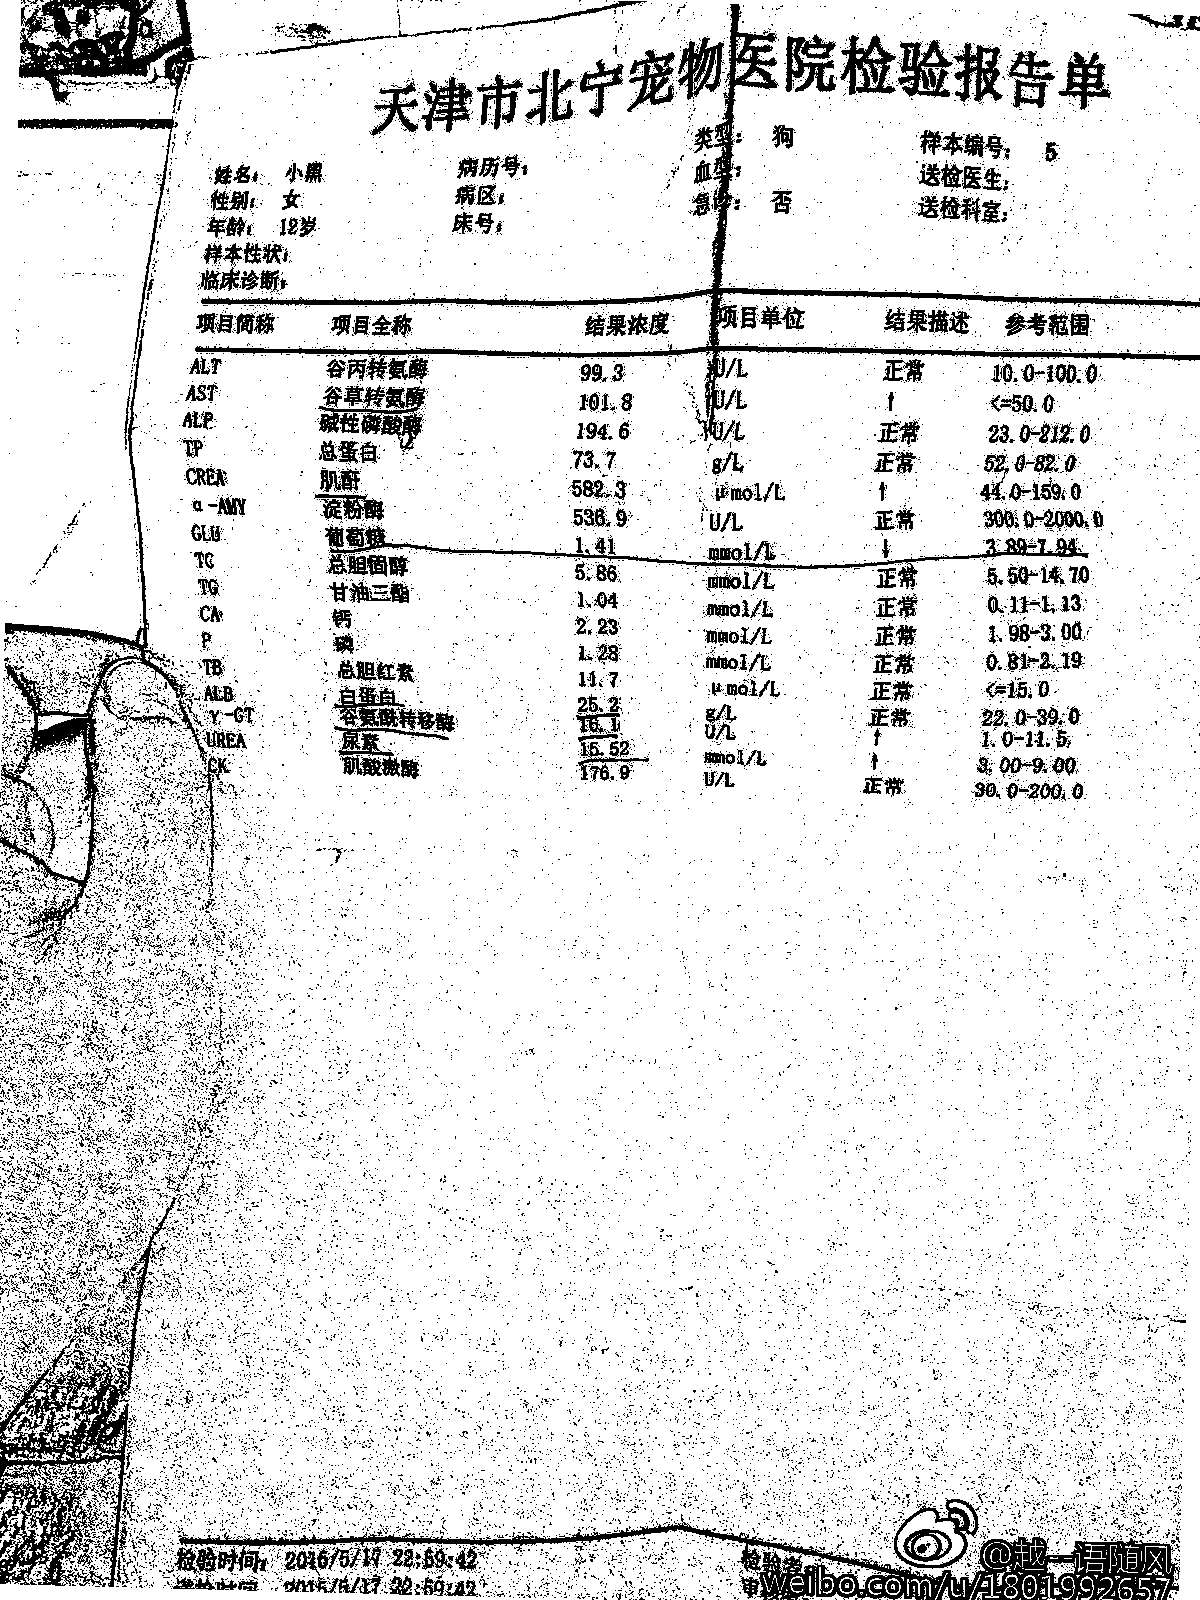 天津市北宁宠物医院检验报告单
姓名: 小黑 病历号: 类型: 狗 样本编号: 5
性别: 女 病区: 血型: 送检医生:
年龄: 12岁 床号: 急诊: 否 送检科室:
样本性状:
临床诊断:
项目简称 项目全称 结果浓度 项目单位 结果描述 参考范围
ALT 谷丙转氨酶 99.3 U/L 正常 10.0-100.0
AST 谷草转氨酶 101.8 U/L ↑ <=50.0
ALP 碱性磷酸酶 194.6 U/L 正常 23.0-212.0
TP 总蛋白 73.7 g/L 正常 52.0-82.0
CREA 肌酐 582.3 μmol/L ↑ 44.0-159.0
α-AMY 淀粉酶 536.9 U/L 正常 300.0-2000.0
GLU 葡萄糖 1.41 mmol/L ↓ 3.89-7.94
TC 总胆固醇 5.86 mmol/L 正常 5.50-14.70
TG 甘油三酯 1.04 mmol/L 正常 0.11-1.13
CA 钙 2.23 mmol/L 正常 1.98-3.00
P 磷 1.28 mmol/L 正常 0.81-2.19
TB 总胆红素 11.7 μmol/L 正常 <=15.0
ALB 白蛋白 25.2 g/L 正常 22.0-39.0
γ-GT 谷氨酰转移酶 16.1 U/L ↑ 1.0-11.5
UREA 尿素 15.52 mmol/L ↑ 3.00-9.00
CK 肌酸激酶 176.9 U/L 正常 30.0-200.0
检验时间: 2015/5/17 22:59:42 检验者
2015/5/17 22:59:42
@越一语随风
weibo.com/u/1801992657